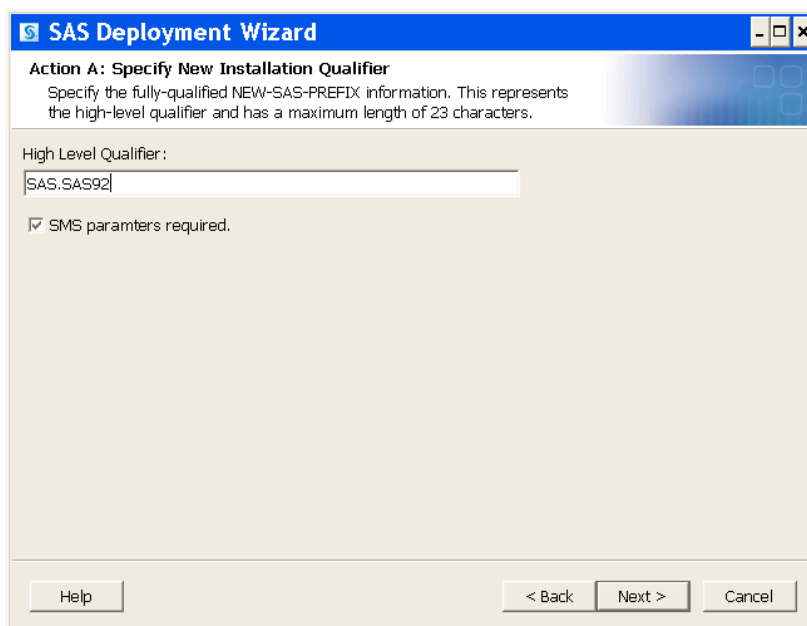 SAS Deployment Wizard
Action A: Specify New Installation Qualifier
Specify the fully-qualified NEW-SAS-PREFIX information. This represents
the high-level qualifier and has a maximum length of 23 characters.
High Level Qualifier:
SAS.SAS92
SMS paramters required.
Help
< Back
Next >
Cancel